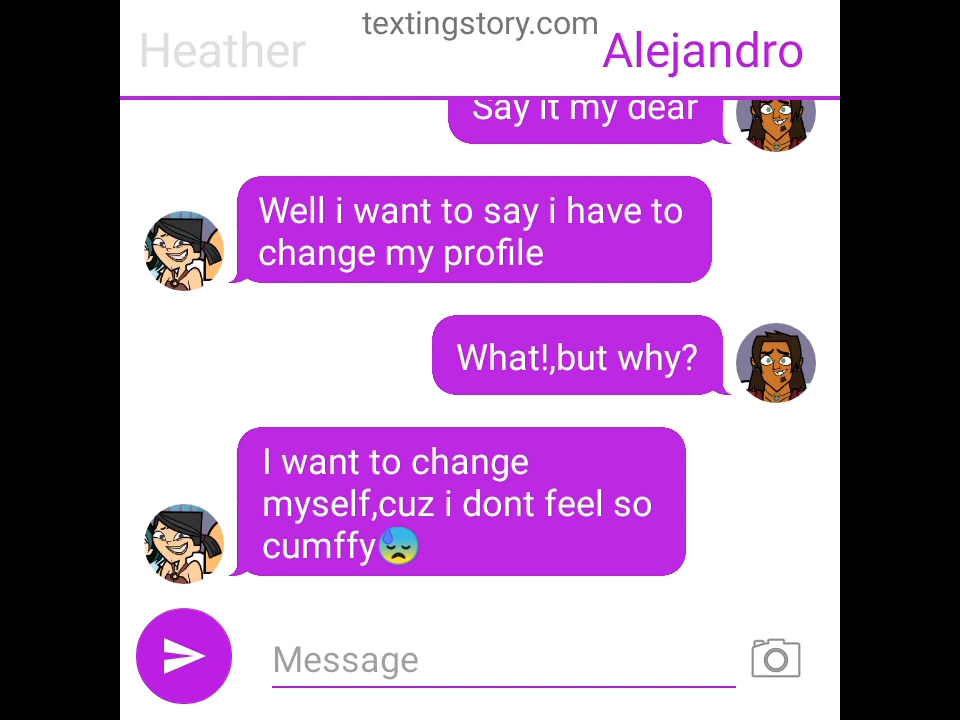 textingstory.com
Heather
Alejandro
Say it my dear
Well i want to say i have to
change my profile
What!,but why?
I want to change
myself,cuz i dont feel so
cumffy😓
Message